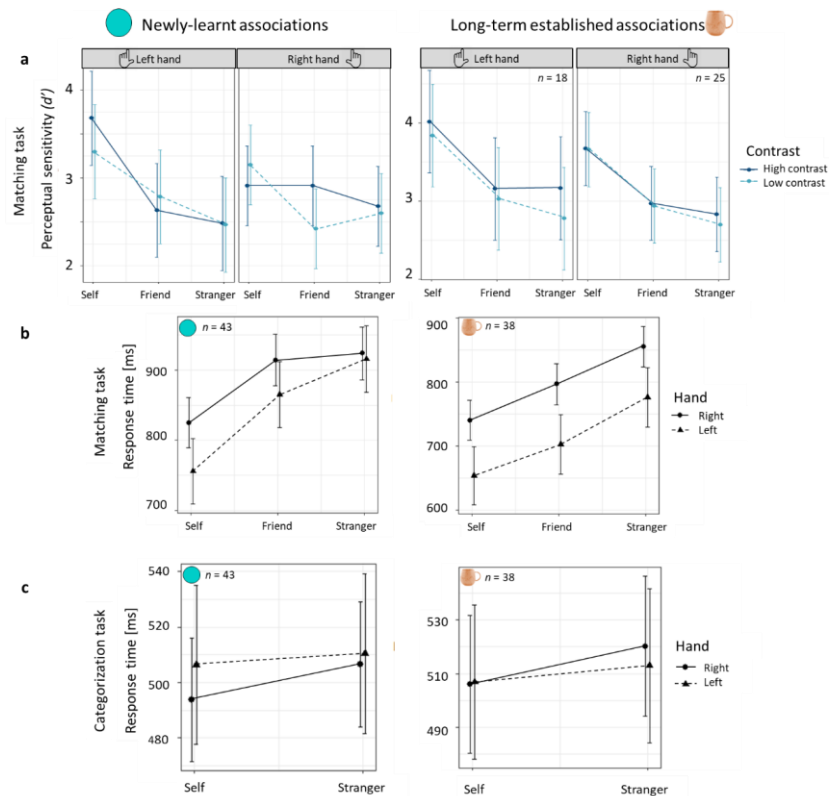 Newly-learnt associations
Long-term established associations
a
Left hand
Right hand
Left hand
n = 18
Right hand
n = 25
Matching task
Perceptual sensitivity (d')
4
3
2
Self
Friend
Stranger
Self
Friend
Stranger
4
3
2
Self
Friend
Stranger
Self
Friend
Stranger
Contrast
High contrast
Low contrast
b
Matching task
Response time [ms]
n = 43
900
800
700
Self
Friend
Stranger
n = 38
900
800
700
600
Self
Friend
Stranger
Hand
Right
Left
c
Categorization task
Response time [ms]
n = 43
540
520
500
480
Self
Stranger
n = 38
530
510
490
Self
Stranger
Hand
Right
Left